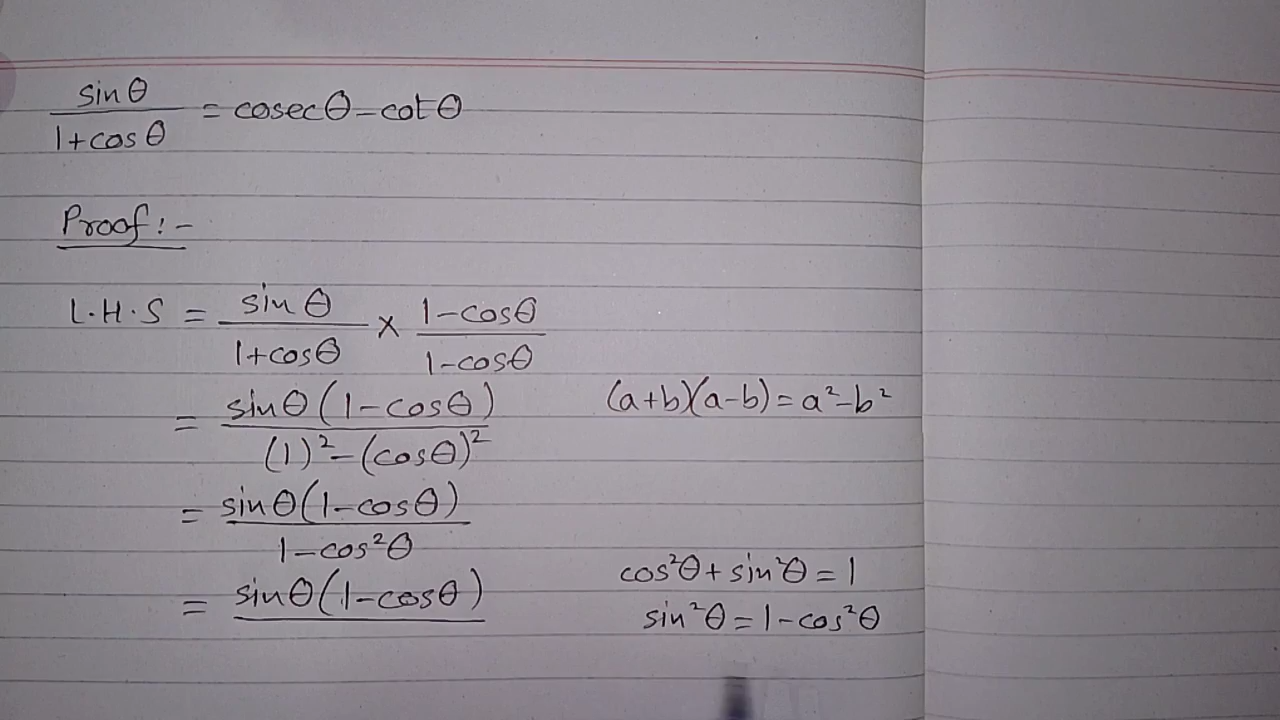 sinθ
1+cosθ = cosecθ-cotθ
Proof:-
L.H.S = sinθ/1+cosθ × 1-cosθ/1-cosθ
= sinθ(1-cosθ)/(1)²-(cosθ)² (a+b)(a-b)=a²-b²
= sinθ(1-cosθ)/1-cos²θ
= sinθ(1-cosθ)
cos²θ+sin²θ=1
sin²θ=1-cos²θ